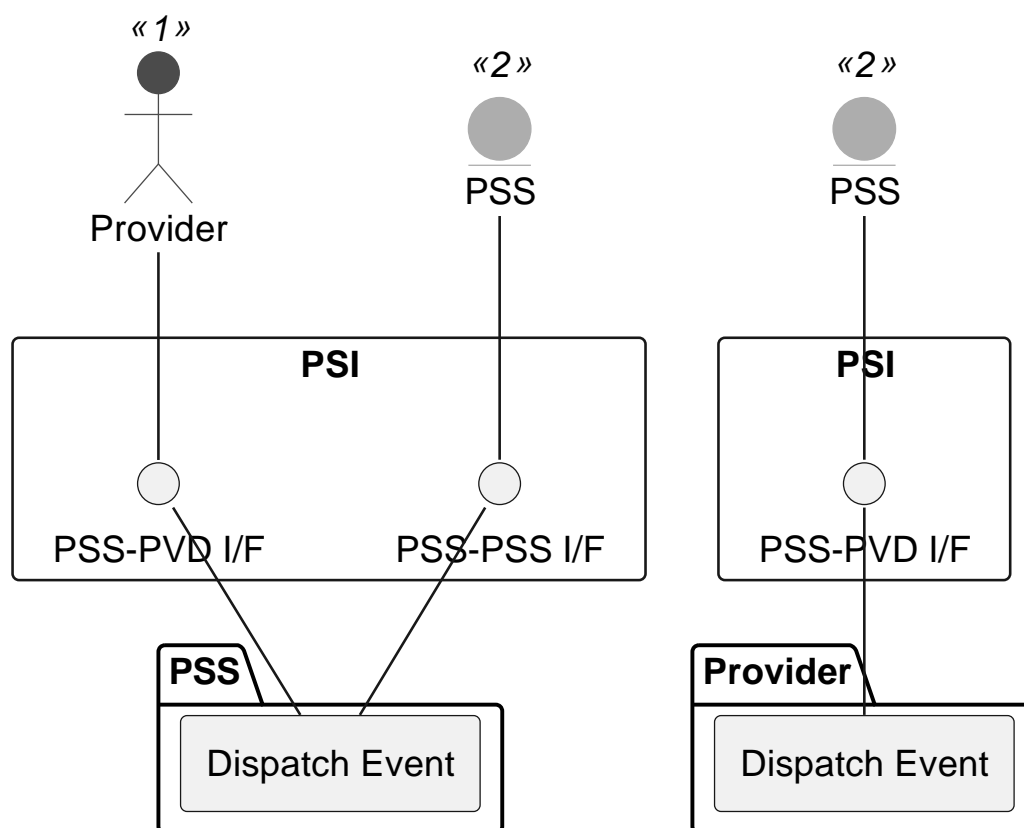 «1»
«2»
«2»
PSS
PSS
Provider
PSI
PSI
PSS-PVD I/F
PSS-PSS I/F
PSS-PVD I/F
PSS
Provider
Dispatch Event
Dispatch Event